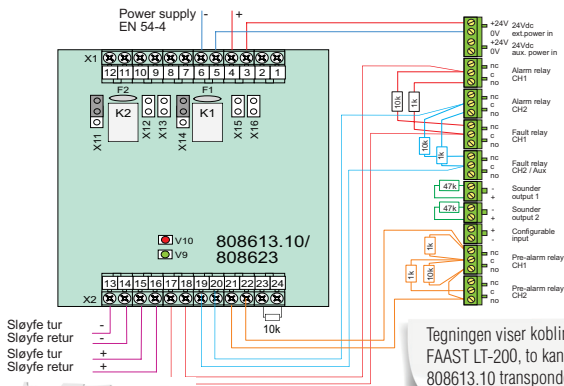 Power supply - +
EN 54-4
X1
12 11 10 9 8 7 6 5 4 3 2 1
F2
F1
K2
K1
X11
X12
X13
X14
X15
X16
V10
V9
808613.10/
808623
13 14 15 16 17 18 19 20 21 22 23 24
X2
10k
Sløyfe tur -
Sløyfe retur -
Sløyfe tur +
Sløyfe retur +
10k
1k
10k
1k
47k
47k
1k
1k
10k
+24V 24Vdc
0V ext.power in
+24V 24Vdc
0V aux. power in
nc Alarm relay
c CH1
no
nc Alarm relay
c CH2
no
nc Fault relay
c CH1
no
nc Fault relay
c CH2 / Aux
no
- Sounder
+ output 1
- Sounder
+ output 2
+ Configurable
- input
nc Pre-alarm relay
c CH1
no
nc Pre-alarm relay
c CH2
no
Tegningen viser koblin
FAAST LT-200, to kan
808613.10 transponde